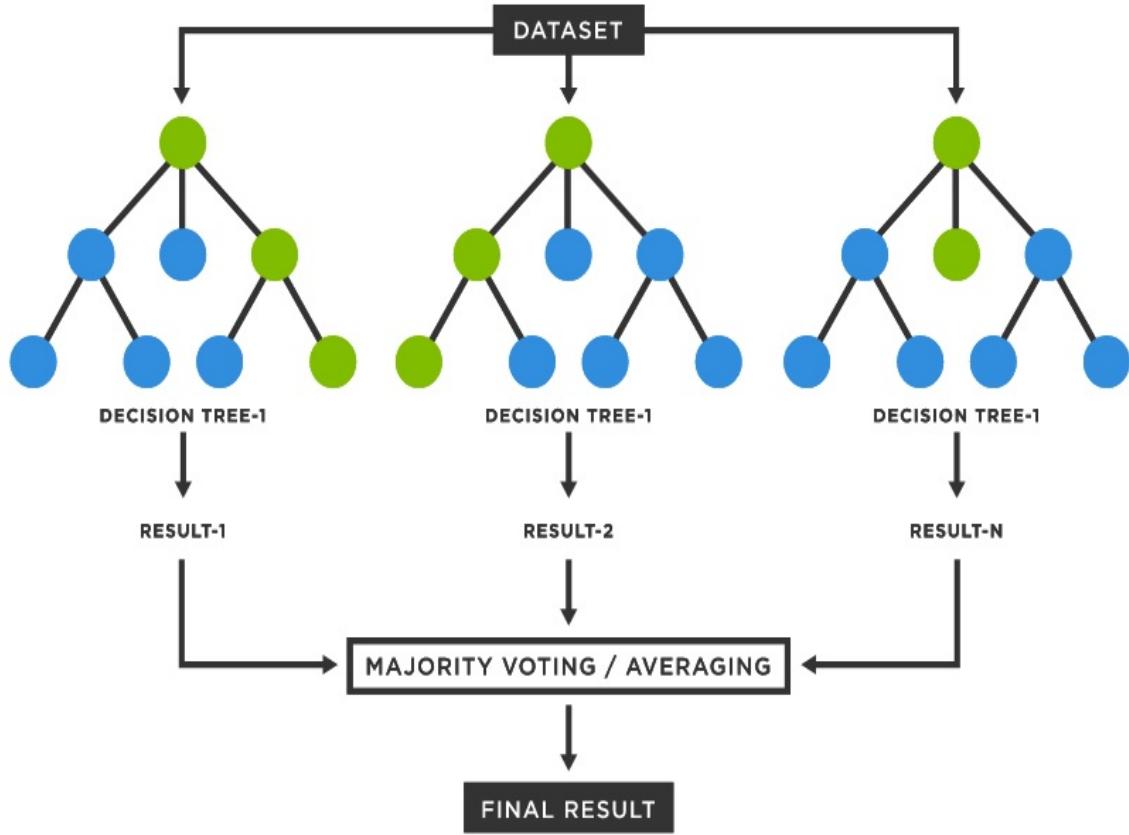 DATASET
DECISION TREE-1
DECISION TREE-1
DECISION TREE-1
RESULT-1
RESULT-2
RESULT-N
MAJORITY VOTING / AVERAGING
FINAL RESULT